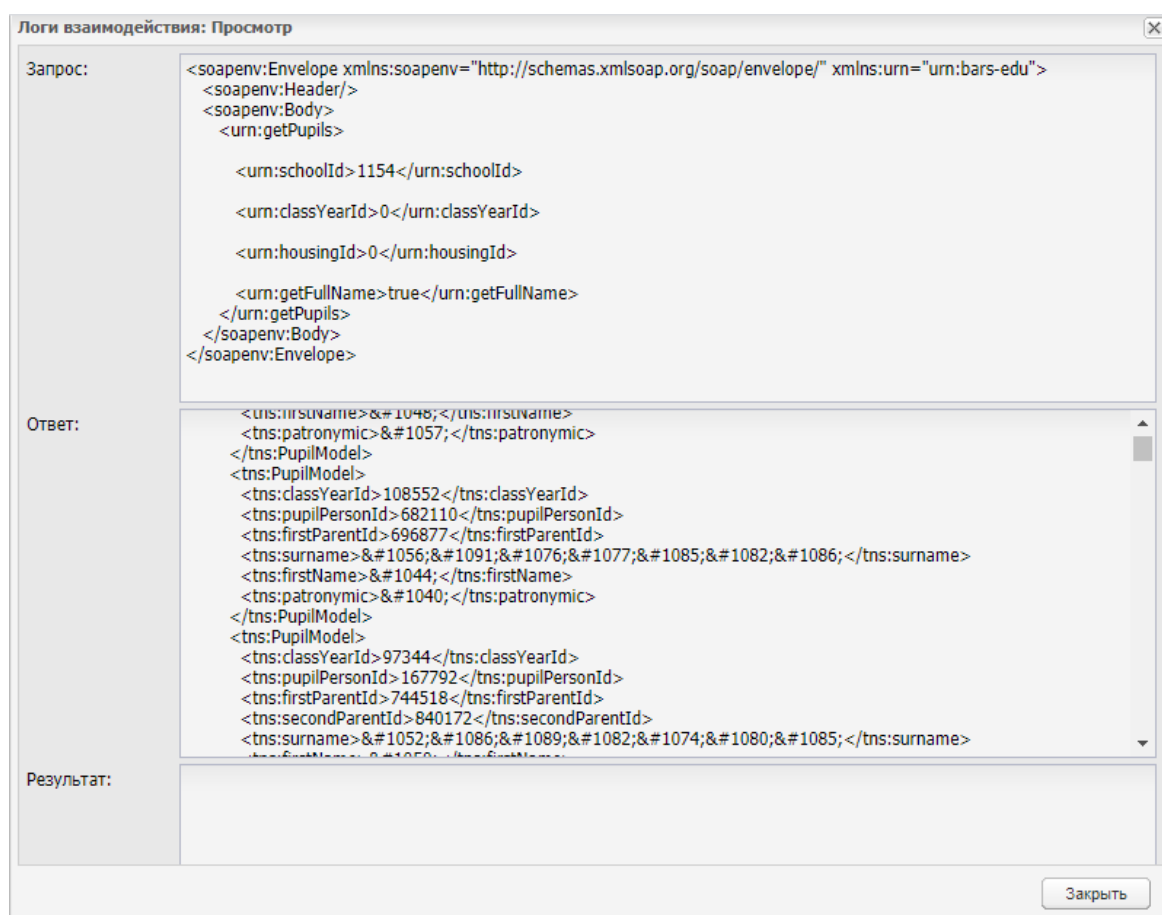 Логи взаимодействия: Просмотр
Запрос:
<soapenv:Envelope xmlns:soapenv="http://schemas.xmlsoap.org/soap/envelope/" xmlns:urn="urn:bars-edu">
<soapenv:Header/>
<soapenv:Body>
<urn:getPupils>
<urn:schoolId>1154</urn:schoolId>
<urn:classYearId>0</urn:classYearId>
<urn:housingId>0</urn:housingId>
<urn:getFullName>true</urn:getFullName>
</urn:getPupils>
</soapenv:Body>
</soapenv:Envelope>
Ответ:
<tns:firstName>&#1048;</tns:firstName>
<tns:patronymic>&#1057;</tns:patronymic>
</tns:PupilModel>
<tns:PupilModel>
<tns:classYearId>108552</tns:classYearId>
<tns:pupilPersonId>682110</tns:pupilPersonId>
<tns:firstParentId>696877</tns:firstParentId>
<tns:surname>&#1056;&#1091;&#1076;&#1077;&#1085;&#1082;&#1086;</tns:surname>
<tns:firstName>&#1044;</tns:firstName>
<tns:patronymic>&#1040;</tns:patronymic>
</tns:PupilModel>
<tns:PupilModel>
<tns:classYearId>97344</tns:classYearId>
<tns:pupilPersonId>167792</tns:pupilPersonId>
<tns:firstParentId>744518</tns:firstParentId>
<tns:secondParentId>840172</tns:secondParentId>
<tns:surname>&#1052;&#1086;&#1089;&#1082;&#1074;&#1080;&#1085;</tns:surname>
Результат:
Закрыть